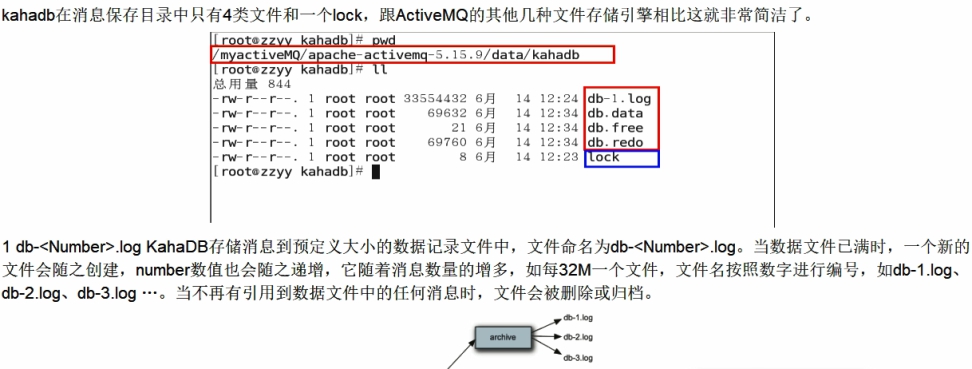 kahadb在消息保存目录中只有4类文件和一个lock，跟ActiveMQ的其他几种文件存储引擎相比这就非常简洁了。
[root@zzyy kahadb]# pwd
/myactiveMQ/apache-activemq-5.15.9/data/kahadb
[root@zzyy kahadb]# ll
总用量 844
-rw-r--r--. 1 root root 33554432 6月 14 12:24 db-1.log
-rw-r--r--. 1 root root 69632 6月 14 12:34 db.data
-rw-r--r--. 1 root root 21 6月 14 12:34 db.free
-rw-r--r--. 1 root root 69760 6月 14 12:34 db.redo
-rw-r--r--. 1 root root 8 6月 14 12:23 lock
[root@zzyy kahadb]#
1 db-<Number>.log KahaDB存储消息到预定义大小的数据记录文件中，文件命名为db-<Number>.log。当数据文件已满时，一个新的
文件会随之创建，number数值也会随之递增，它随着消息数量的增多，如每32M一个文件，文件名按照数字进行编号，如db-1.log、
db-2.log、db-3.log ···。当不再有引用到数据文件中的任何消息时，文件会被删除或归档。
db-1.log
archive
db-2.log
db-3.log